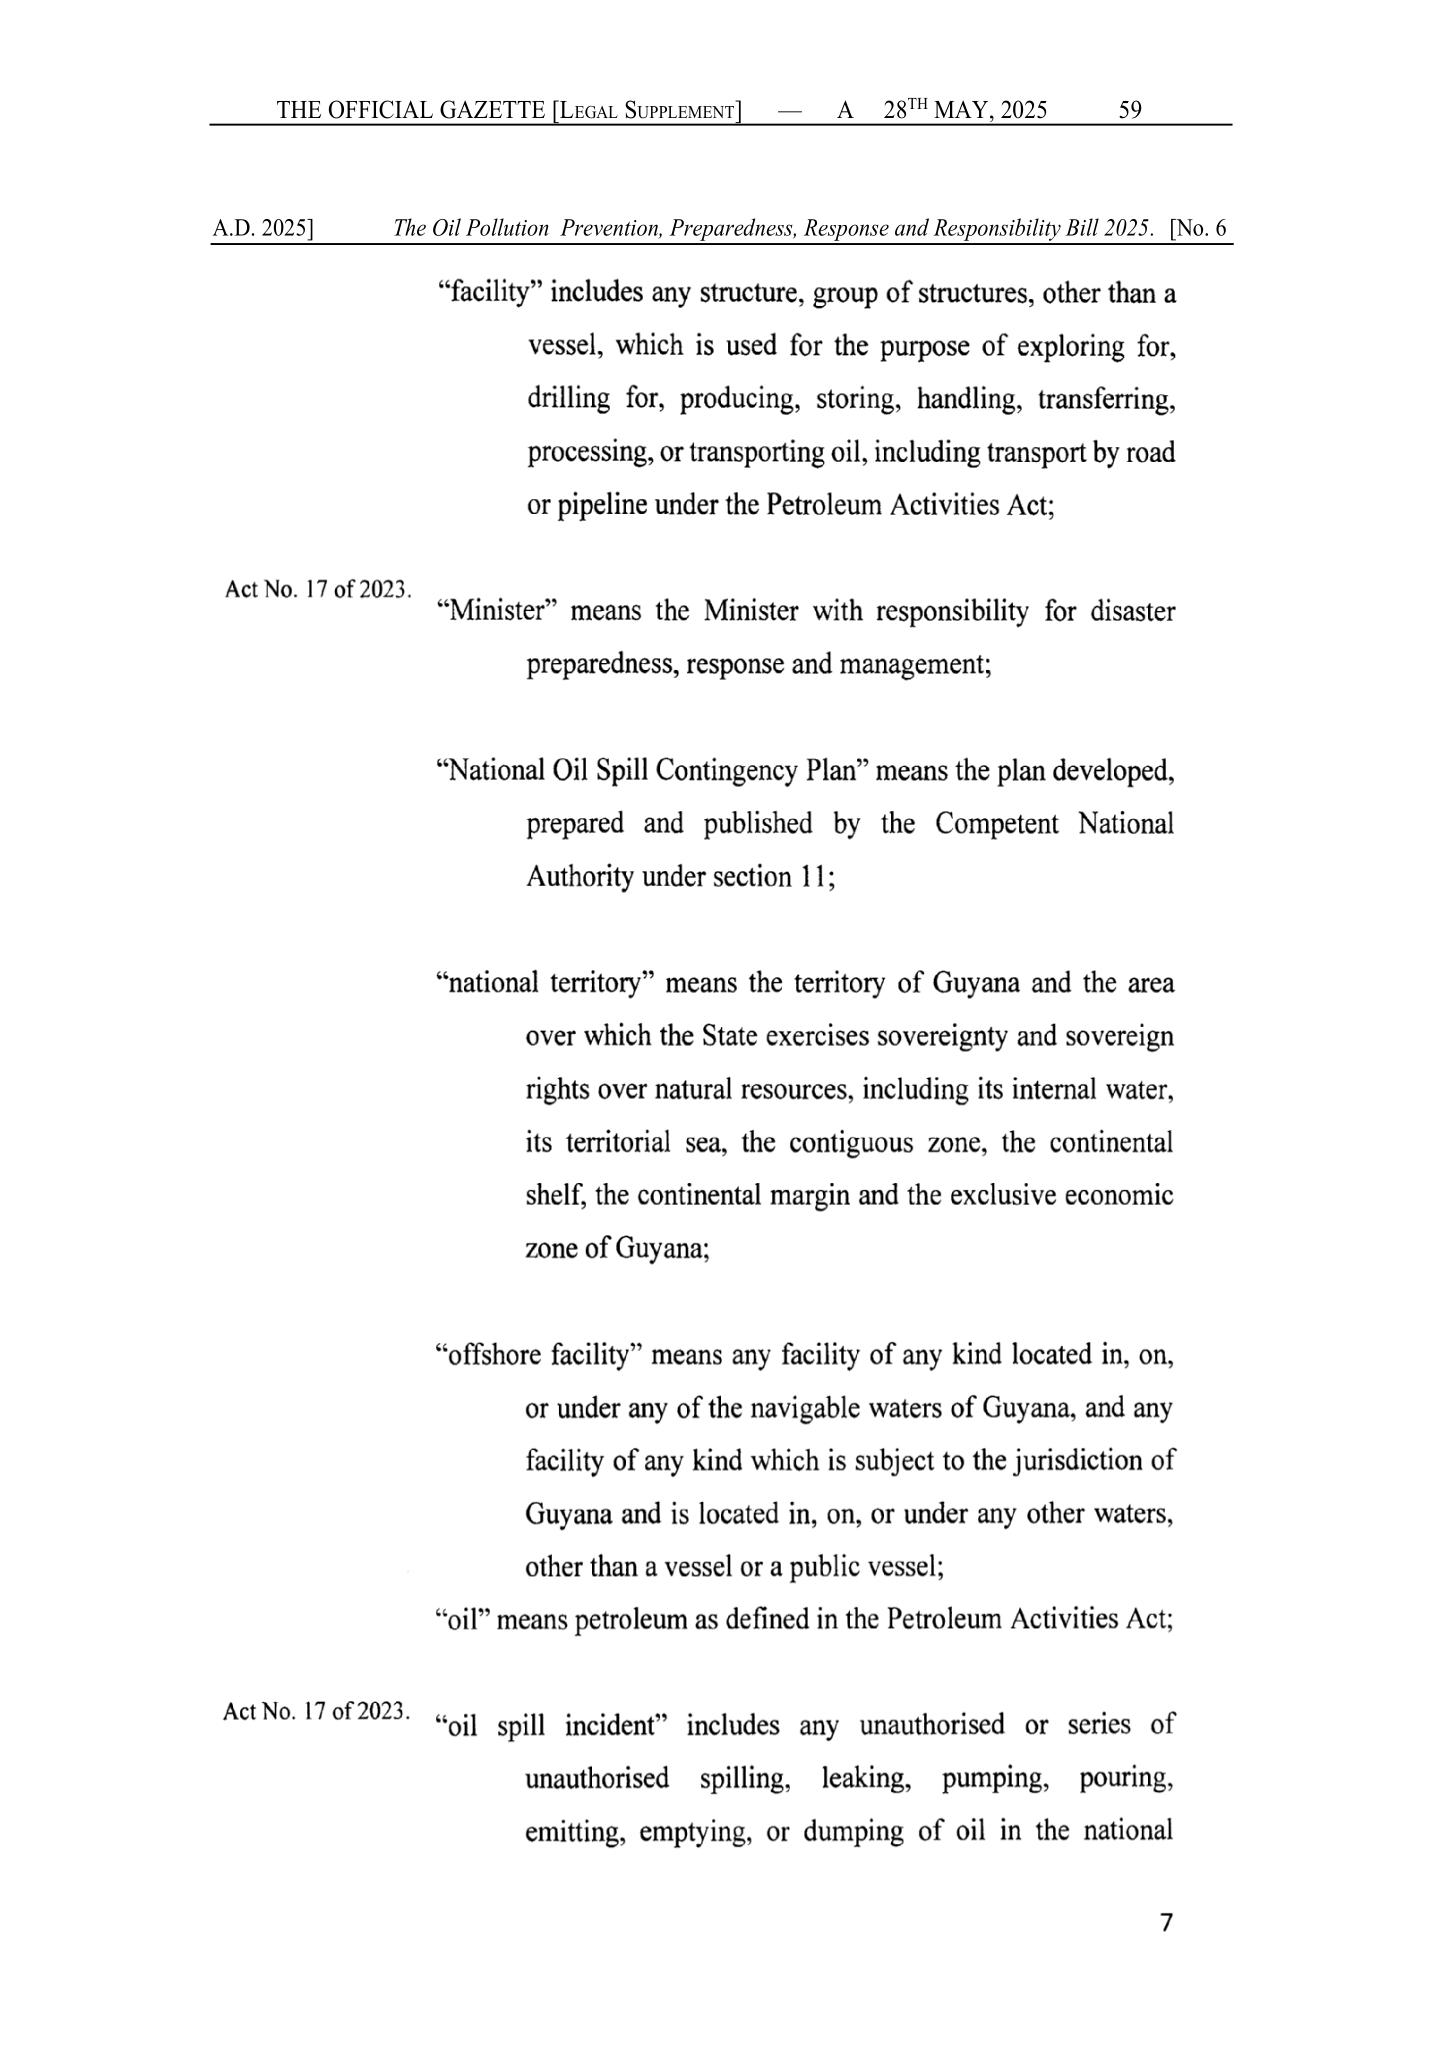 THE OFFICIAL GAZETTE [LEGAL SUPPLEMENT] — A 28TH MAY, 2025 59
A.D. 2025] The Oil Pollution Prevention, Preparedness, Response and Responsibility Bill 2025. [No. 6
“facility” includes any structure, group of structures, other than a
vessel, which is used for the purpose of exploring for,
drilling for, producing, storing, handling, transferring,
processing, or transporting oil, including transport by road
or pipeline under the Petroleum Activities Act;
Act No. 17 of 2023.
“Minister” means the Minister with responsibility for disaster
preparedness, response and management;
“National Oil Spill Contingency Plan” means the plan developed,
prepared and published by the Competent National
Authority under section 11;
“national territory” means the territory of Guyana and the area
over which the State exercises sovereignty and sovereign
rights over natural resources, including its internal water,
its territorial sea, the contiguous zone, the continental
shelf, the continental margin and the exclusive economic
zone of Guyana;
“offshore facility” means any facility of any kind located in, on,
or under any of the navigable waters of Guyana, and any
facility of any kind which is subject to the jurisdiction of
Guyana and is located in, on, or under any other waters,
other than a vessel or a public vessel;
“oil” means petroleum as defined in the Petroleum Activities Act;
Act No. 17 of 2023.
“oil spill incident” includes any unauthorised or series of
unauthorised spilling, leaking, pumping, pouring,
emitting, emptying, or dumping of oil in the national
7